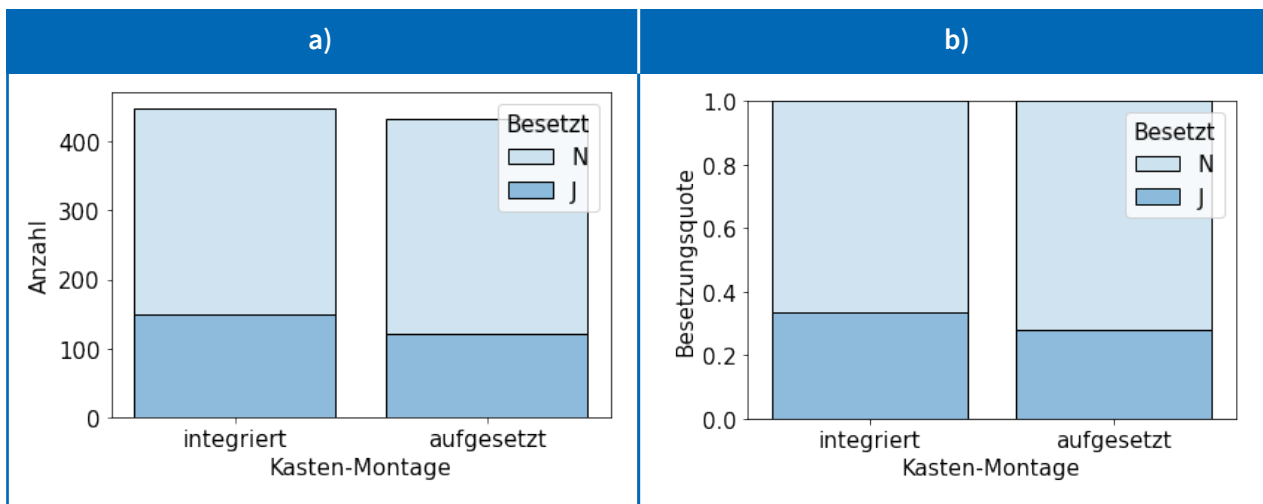 a)
b)
Besetzt
N
J
400
300
200
100
0
Anzahl
integriert aufgesetzt
Kasten-Montage
Besetzt
N
J
1.0
0.8
0.6
0.4
0.2
0.0
Besetzungsquote
integriert aufgesetzt
Kasten-Montage